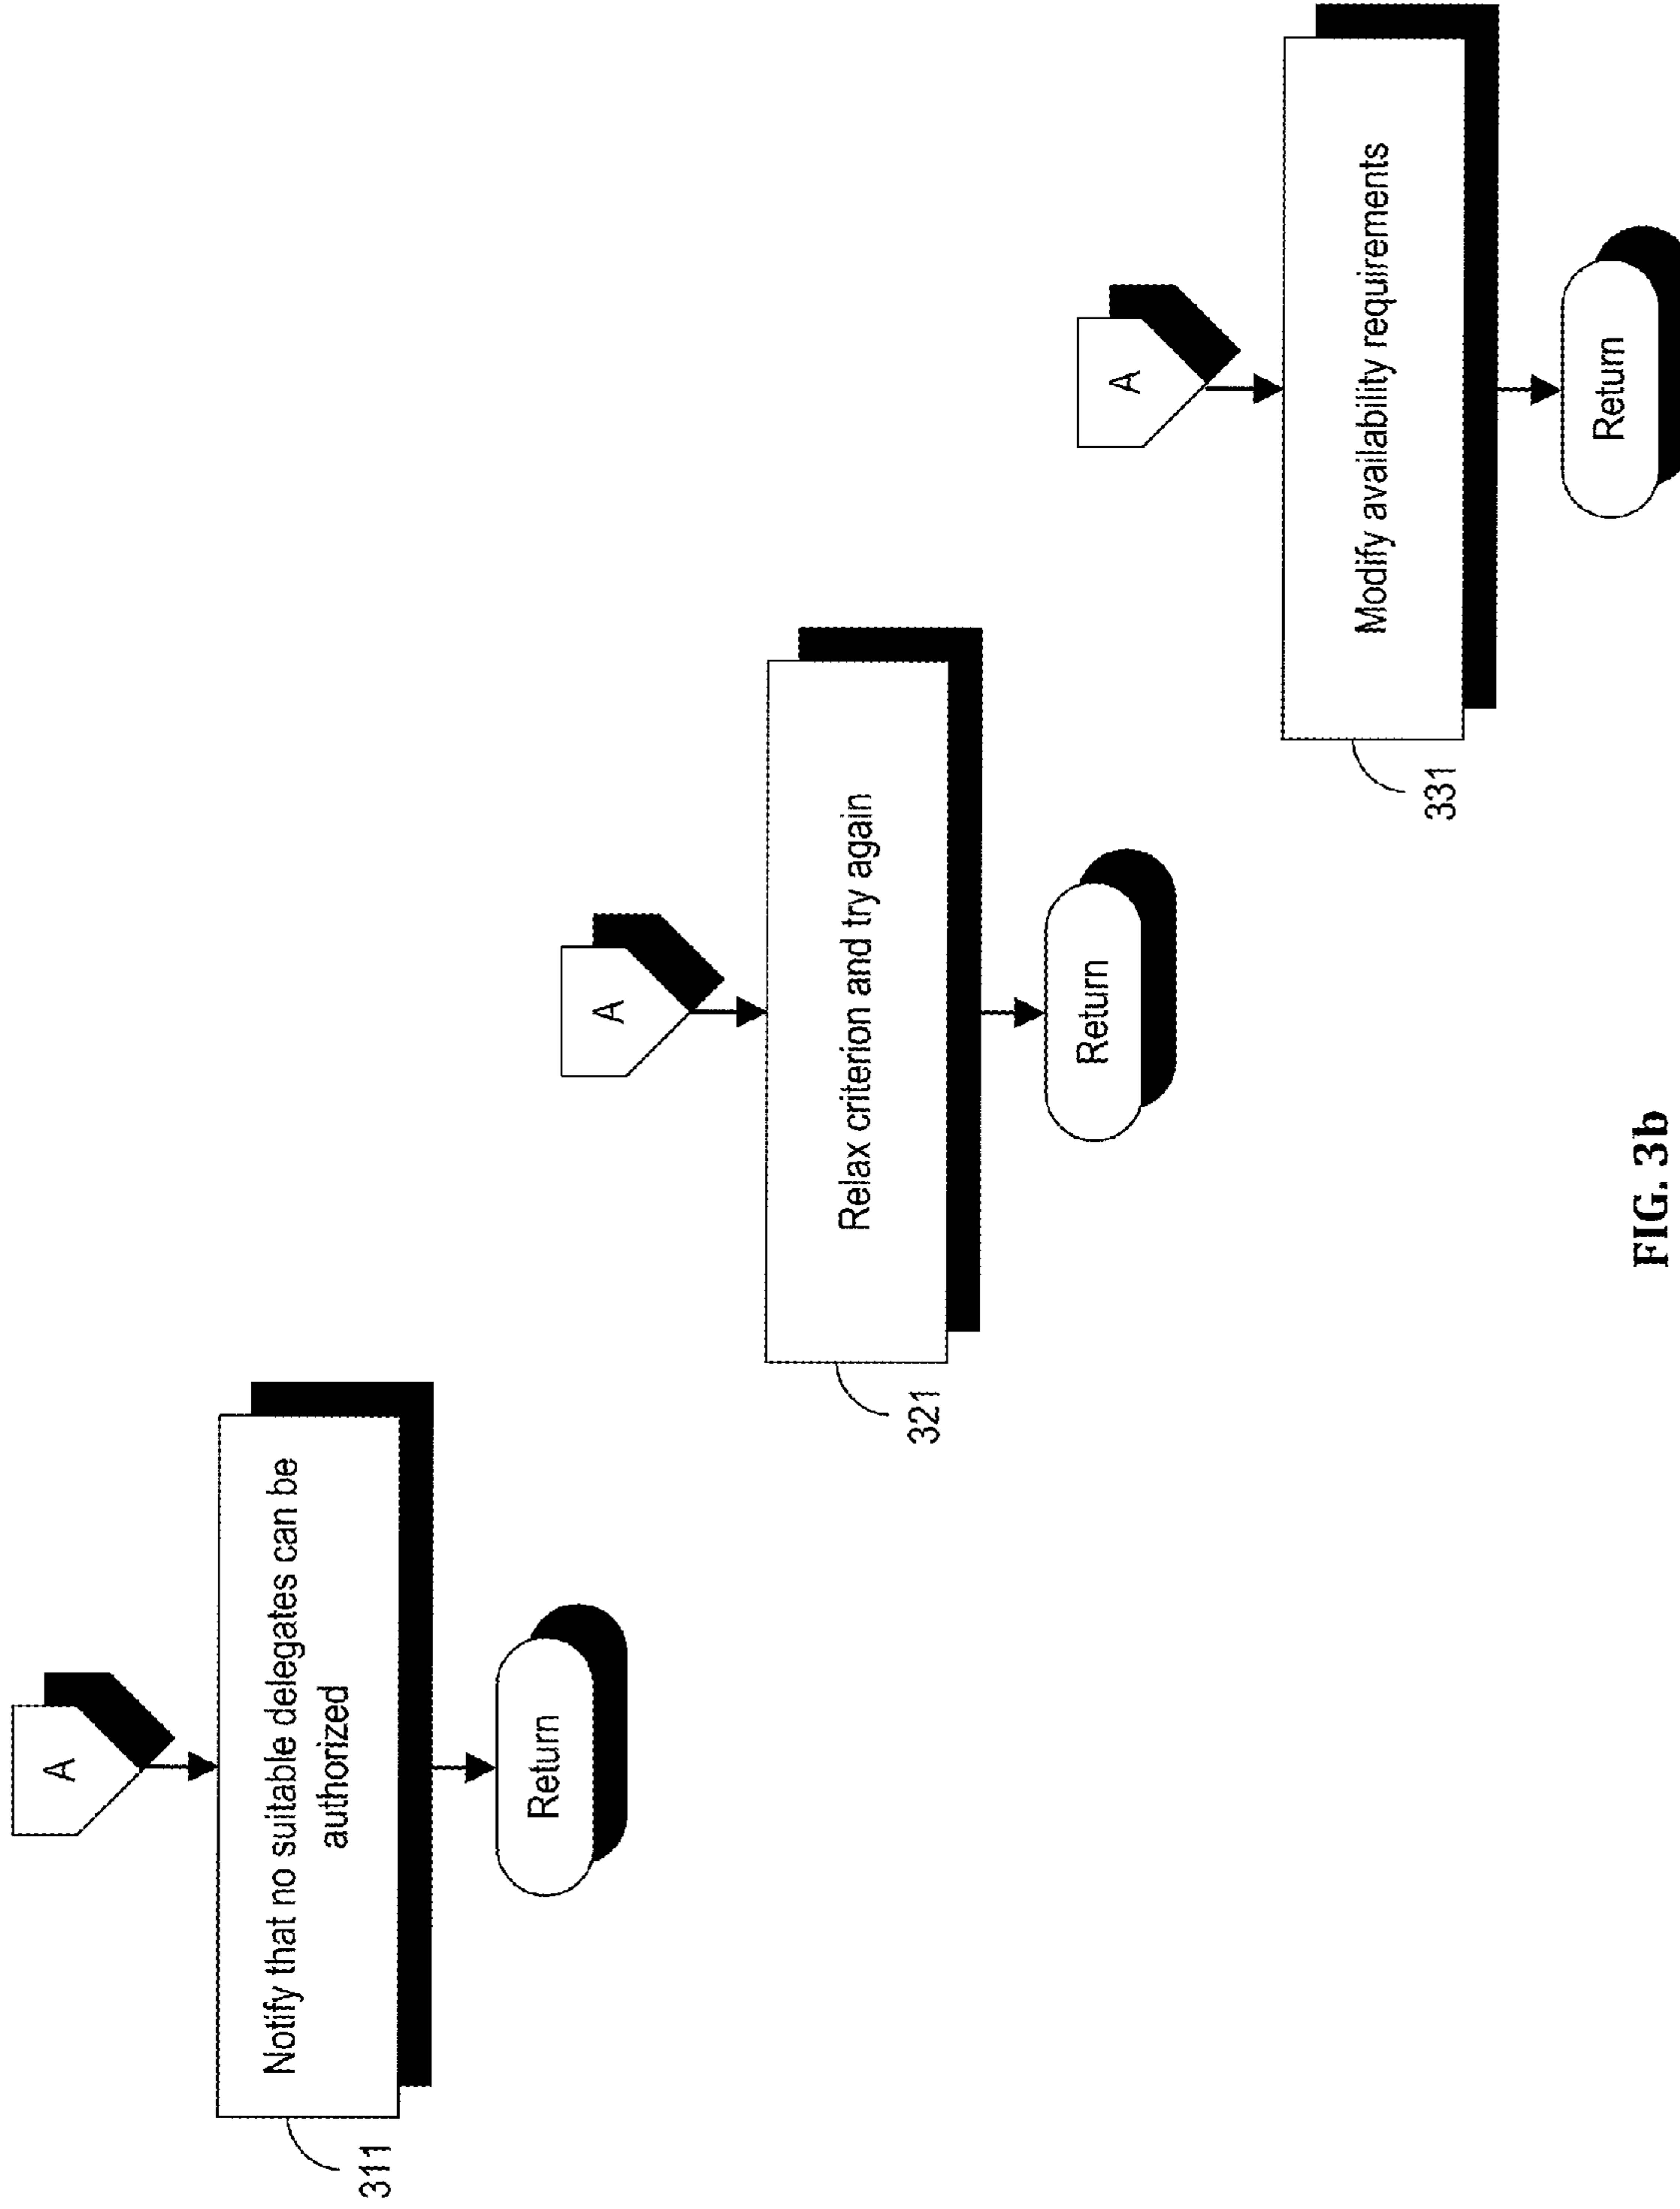 A
Notify that no suitable delegates can be
authorized
311
Return
A
Relax criterion and try again
321
Return
A
Modify availability requirements
331
Return
FIG. 3b